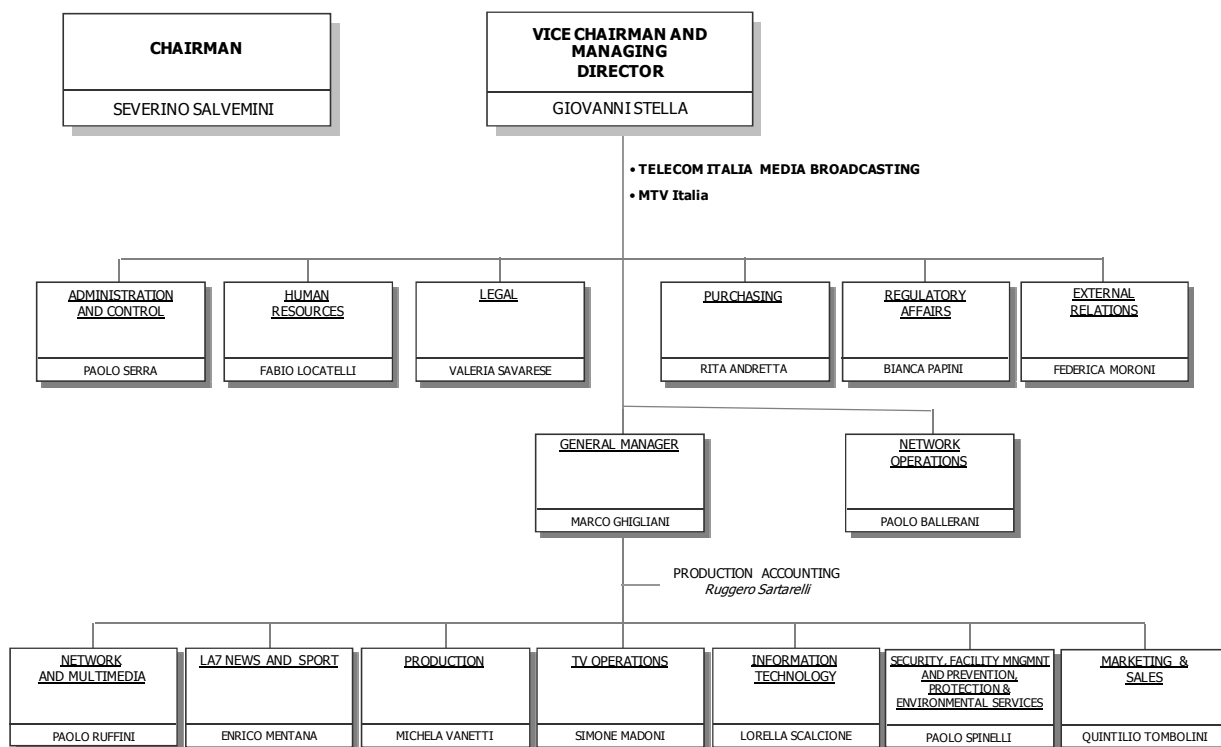 CHAIRMAN
SEVERINO SALVEMINI
VICE CHAIRMAN AND
MANAGING
DIRECTOR
GIOVANNI STELLA
• TELECOM ITALIA MEDIA BROADCASTING
• MTV Italia
ADMINISTRATION
AND CONTROL
PAOLO SERRA
HUMAN
RESOURCES
FABIO LOCATELLI
LEGAL
VALERIA SAVARESE
PURCHASING
RITA ANDRETTA
REGULATORY
AFFAIRS
BIANCA PAPINI
EXTERNAL
RELATIONS
FEDERICA MORONI
GENERAL MANAGER
MARCO GHIGLIANI
NETWORK
OPERATIONS
PAOLO BALLERANI
PRODUCTION ACCOUNTING
Ruggero Sartarelli
NETWORK
AND MULTIMEDIA
PAOLO RUFFINI
LA7 NEWS AND SPORT
ENRICO MENTANA
PRODUCTION
MICHELA VANETTI
TV OPERATIONS
SIMONE MADONI
INFORMATION
TECHNOLOGY
LORELLA SCALCIONE
SECURITY, FACILITY MNGMNT
AND PREVENTION,
PROTECTION &
ENVIRONMENTAL SERVICES
PAOLO SPINELLI
MARKETING &
SALES
QUINTILIO TOMBOLINI